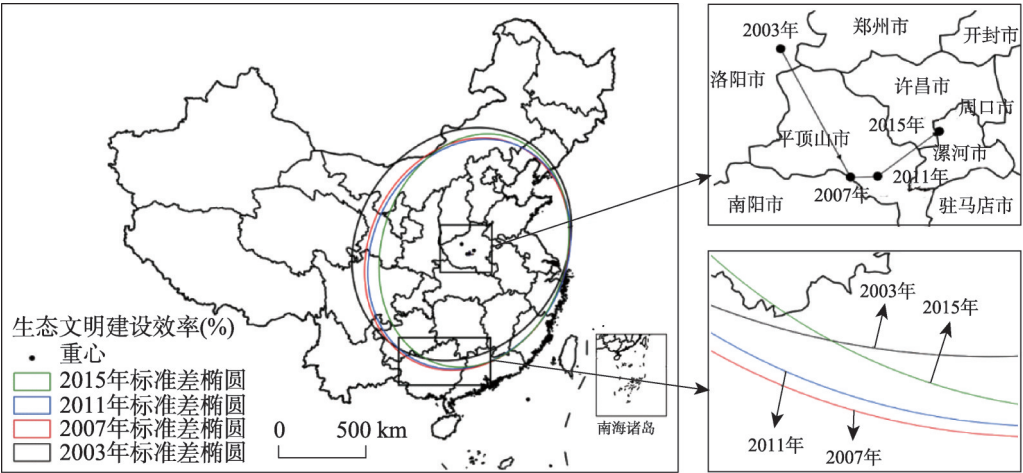 生态文明建设效率(%)
重心
2015年标准差椭圆
2011年标准差椭圆
2007年标准差椭圆
2003年标准差椭圆
0 500 km
南海诸岛
2003年
郑州市
开封市
洛阳市
许昌市
周口市
2015年
平顶山市
漯河市
2011年
2007年
南阳市
驻马店市
2003年
2015年
2011年
2007年